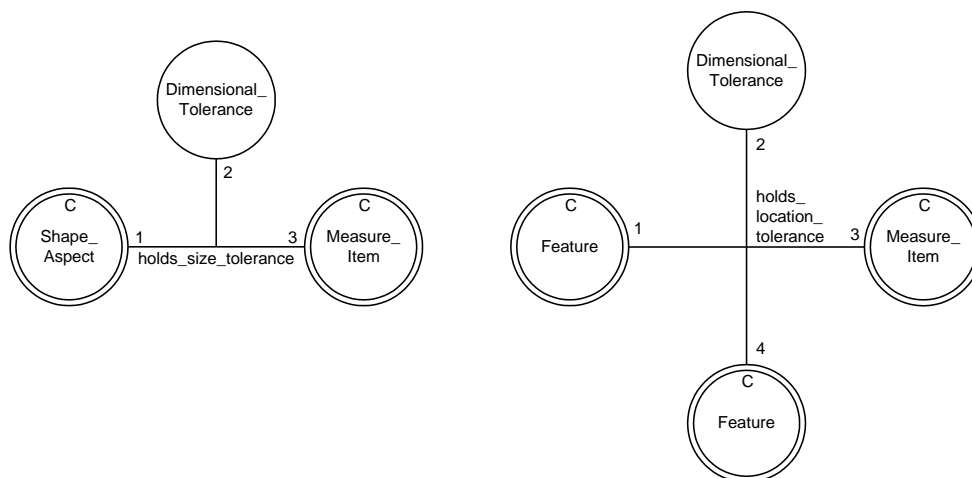 Dimensional_
Tolerance
2
C
Shape_
Aspect
1
holds_size_tolerance
3
C
Measure_
Item
Dimensional_
Tolerance
2
holds_
location_
tolerance
C
Feature
1
3
C
Measure_
Item
4
C
Feature